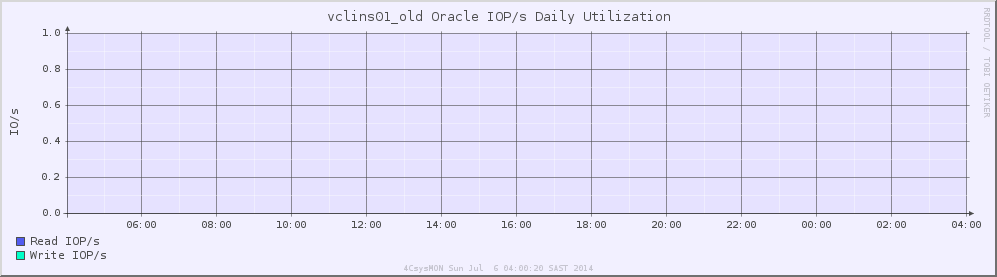 vclins01_old Oracle IOP/s Daily Utilization
RRDTOOL / TOBI OETIKER
IO/s
1.0
0.8
0.6
0.4
0.2
0.0
06:00 08:00 10:00 12:00 14:00 16:00 18:00 20:00 22:00 00:00 02:00 04:00
Read IOP/s
Write IOP/s
4CsysMON Sun Jul  6 04:00:20 SAST 2014